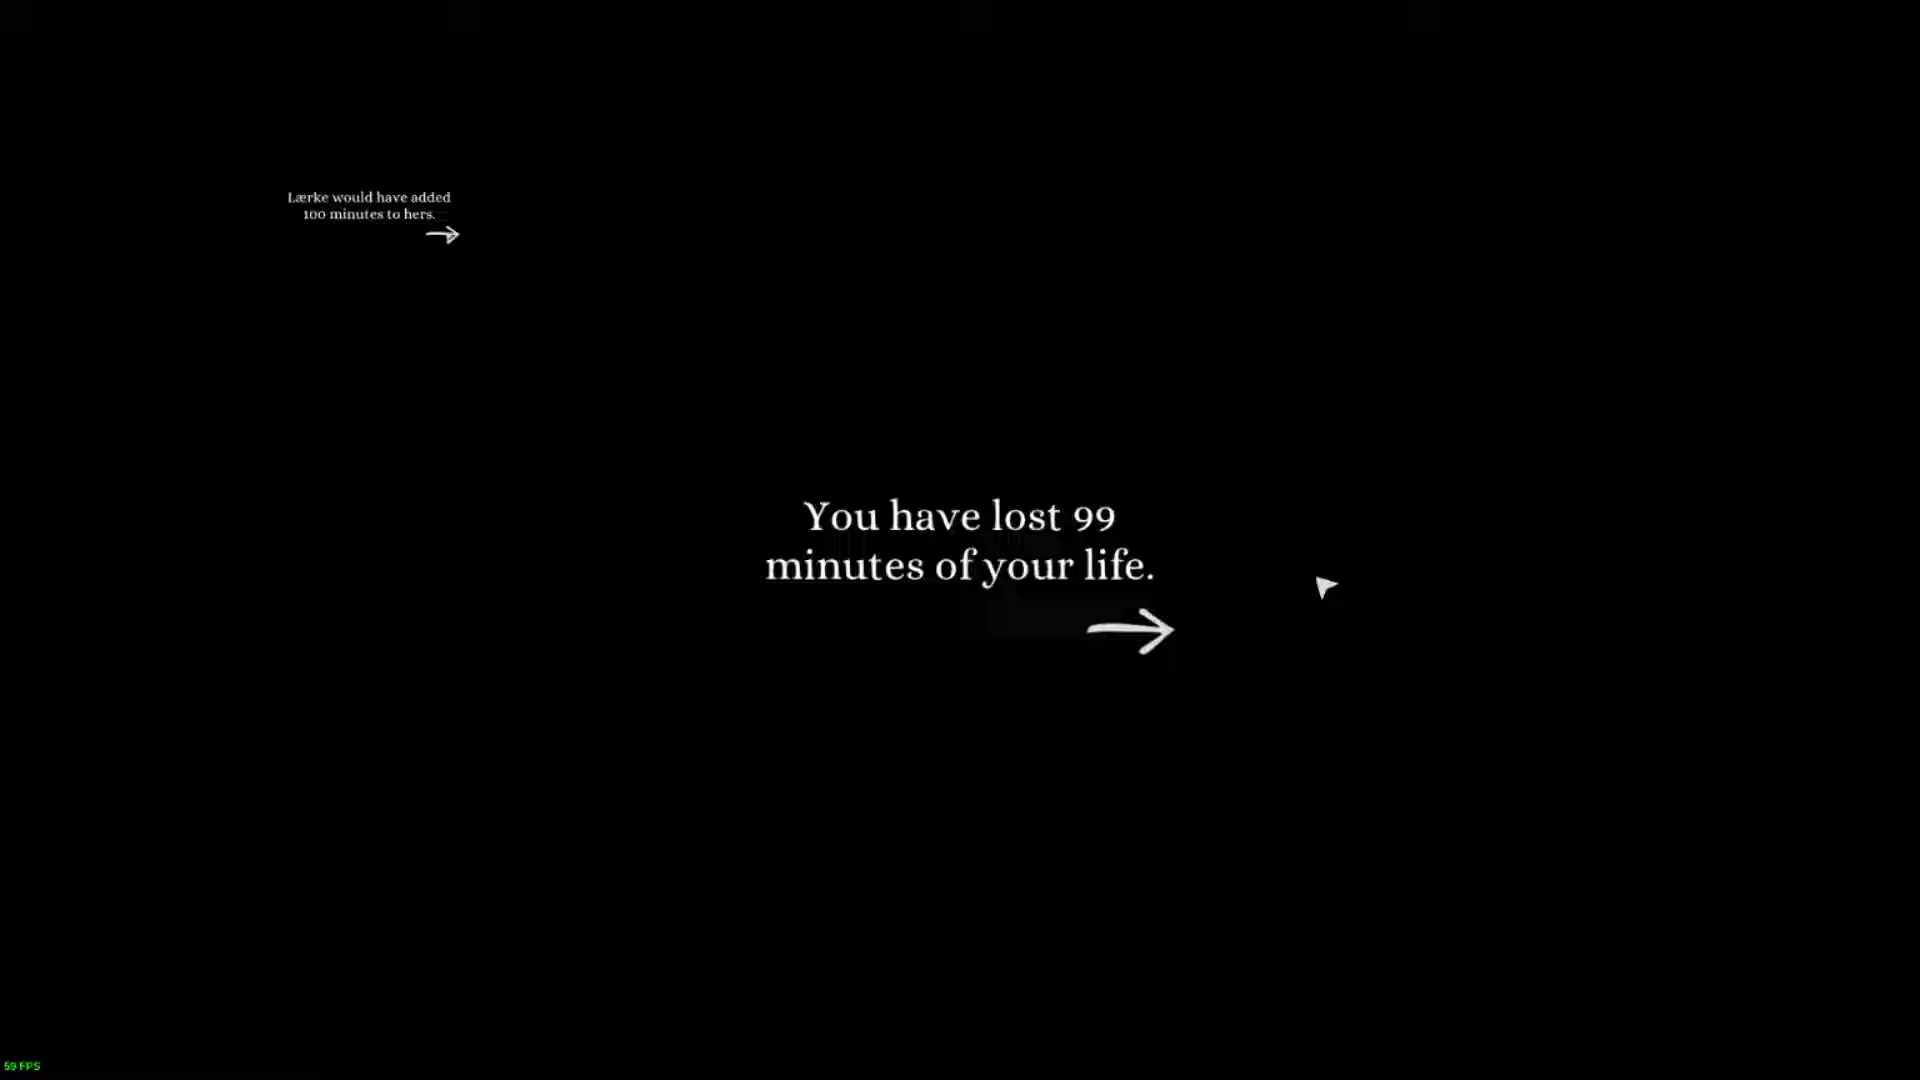 Lærke would have added
100 minutes to hers.
You have lost 99
minutes of your life.
59 FPS